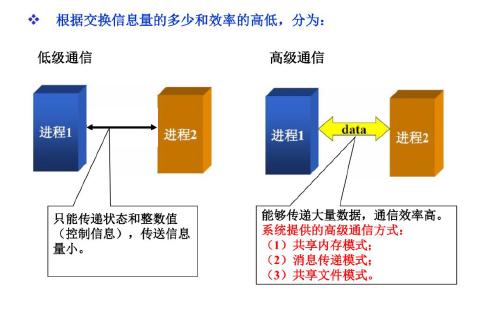 ❖ 根据交换信息量的多少和效率的高低，分为：
低级通信
高级通信
进程1
进程2
进程1
data
进程2
只能传递状态和整数值
（控制信息），传送信息
量小。
能够传递大量数据，通信效率高。
系统提供的高级通信方式：
（1）共享内存模式；
（2）消息传递模式；
（3）共享文件模式。